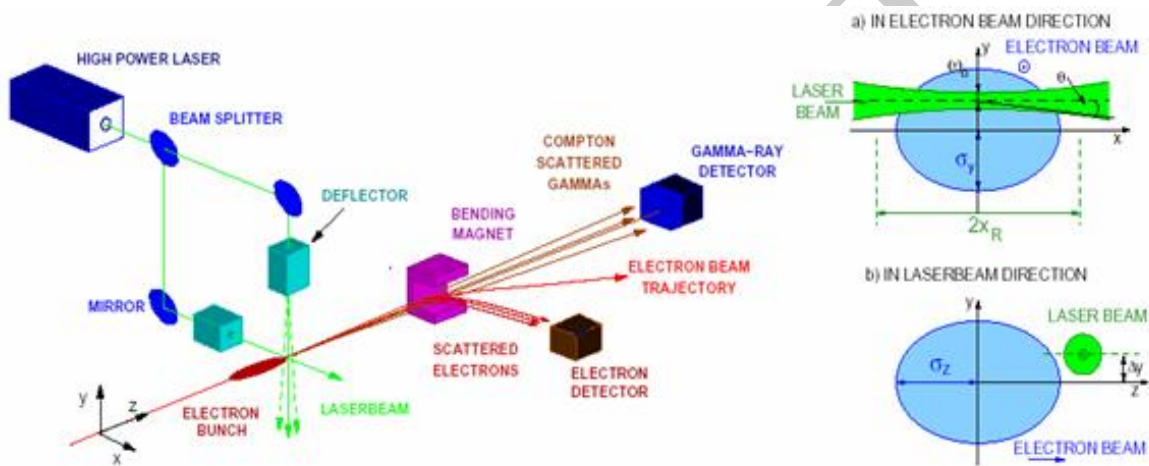 HIGH POWER LASER
BEAM SPLITTER
DEFLECTOR
MIRROR
y
z
x
ELECTRON
BUNCH
LASERBEAM
COMPTON
SCATTERED
GAMMAs
GAMMA-RAY
DETECTOR
BENDING
MAGNET
ELECTRON BEAM
TRAJECTORY
SCATTERED
ELECTRONS
ELECTRON
DETECTOR
a) IN ELECTRON BEAM DIRECTION
y
ELECTRON BEAM
ω₀
θ
LASER
BEAM
x
σy
2xR
b) IN LASERBEAM DIRECTION
y
LASER BEAM
σz
Δy
z
ELECTRON BEAM